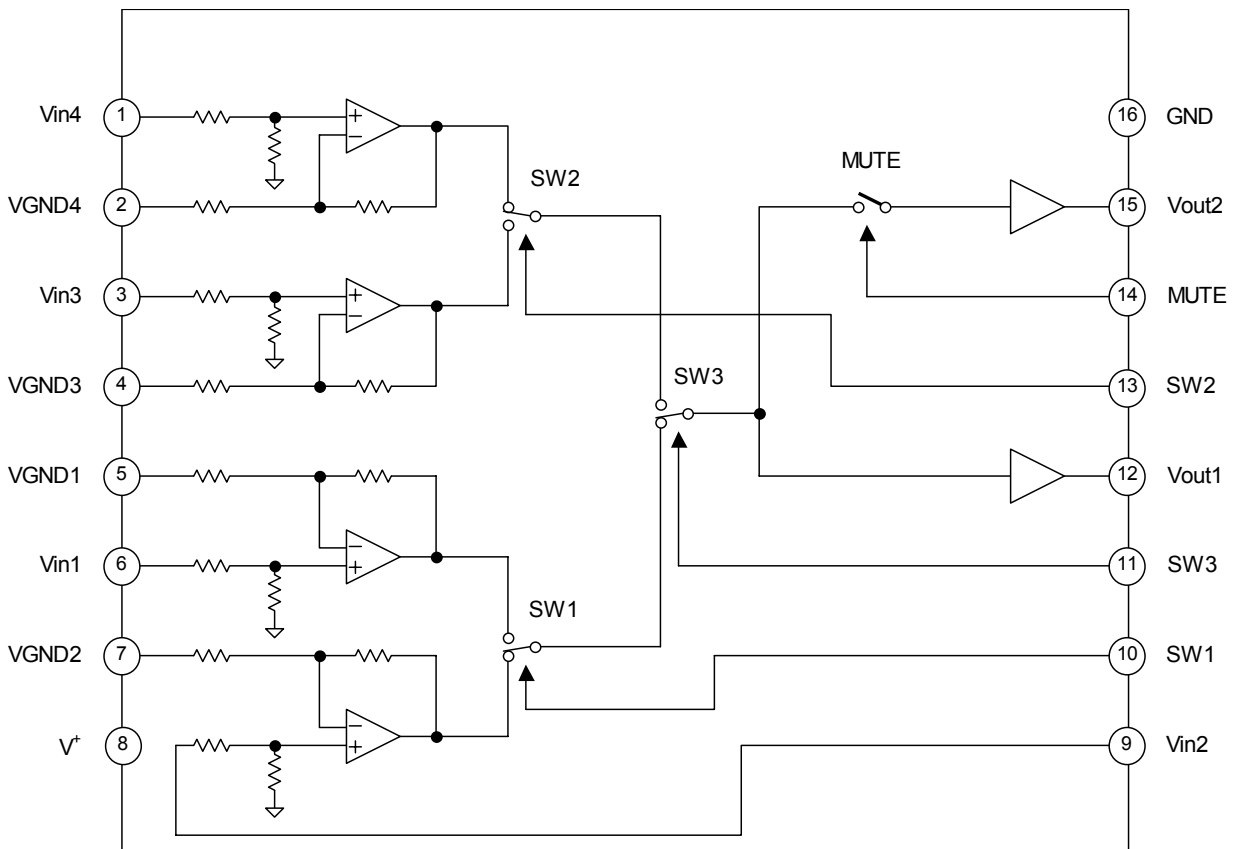 Vin4 1
+
−
VGND4 2
Vin3 3
+
−
VGND3 4
VGND1 5
−
+
Vin1 6
VGND2 7
−
+
V⁺ 8
SW2
SW1
SW3
MUTE
16 GND
15 Vout2
14 MUTE
13 SW2
12 Vout1
11 SW3
10 SW1
9 Vin2